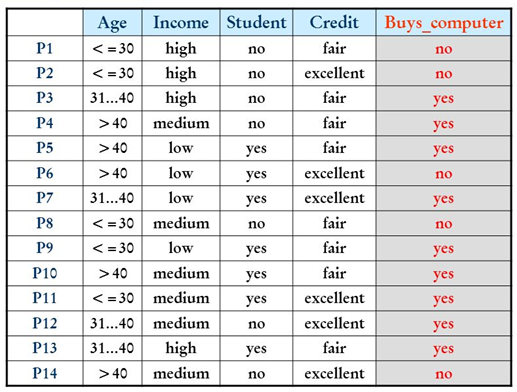 Age Income Student Credit Buys_computer
P1 <=30 high no fair no
P2 <=30 high no excellent no
P3 31...40 high no fair yes
P4 >40 medium no fair yes
P5 >40 low yes fair yes
P6 >40 low yes excellent no
P7 31...40 low yes excellent yes
P8 <=30 medium no fair no
P9 <=30 low yes fair yes
P10 >40 medium yes fair yes
P11 <=30 medium yes excellent yes
P12 31...40 medium no excellent yes
P13 31...40 high yes fair yes
P14 >40 medium no excellent no